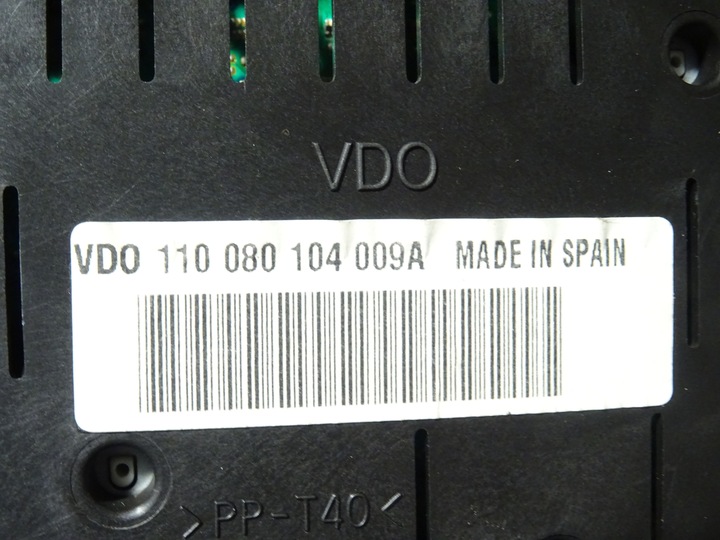 VDO
VDO 110 080 104 009A MADE IN SPAIN
>PP-T40<